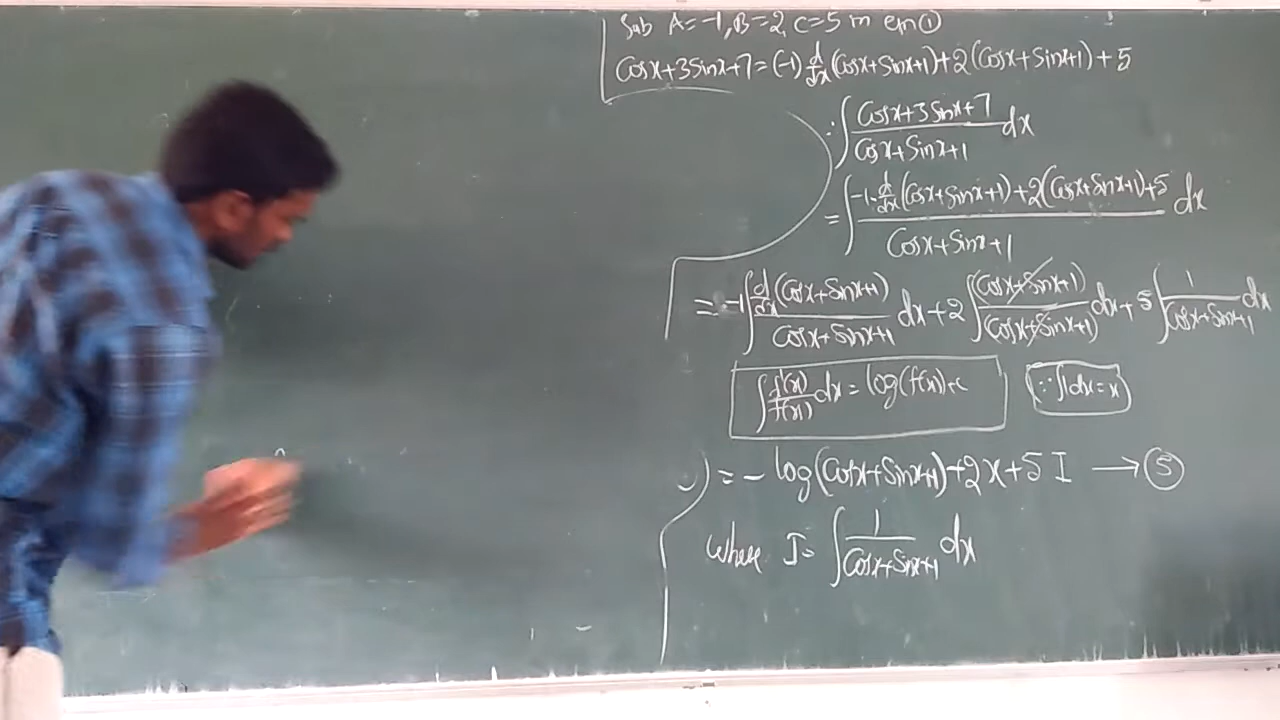 Sub A=-1, B=2, C=5 in eqn①
Cosx+3Sinx+7=(-1) d/dx (Cosx+Sinx+1)+2(Cosx+Sinx+1)+5
∴∫ Cosx+3Sinx+7 / Cosx+Sinx+1 dx
=∫ -1. d/dx (Cosx+Sinx+1)+2(Cosx+Sinx+1)+5 / Cosx+Sinx+1 dx
= -1∫ d/dx (Cosx+Sinx+1) / Cosx+Sinx+1 dx+2∫ (Cosx+Sinx+1) / (Cosx+Sinx+1) dx+5∫ 1 / Cosx+Sinx+1 dx
∫ f'(x) / f(x) dx = log(f(x))+c
∵∫1dx=x
= - log(Cosx+Sinx+1)+2x+5I → ⑤
Where I= ∫ 1 / Cosx+Sinx+1 dx